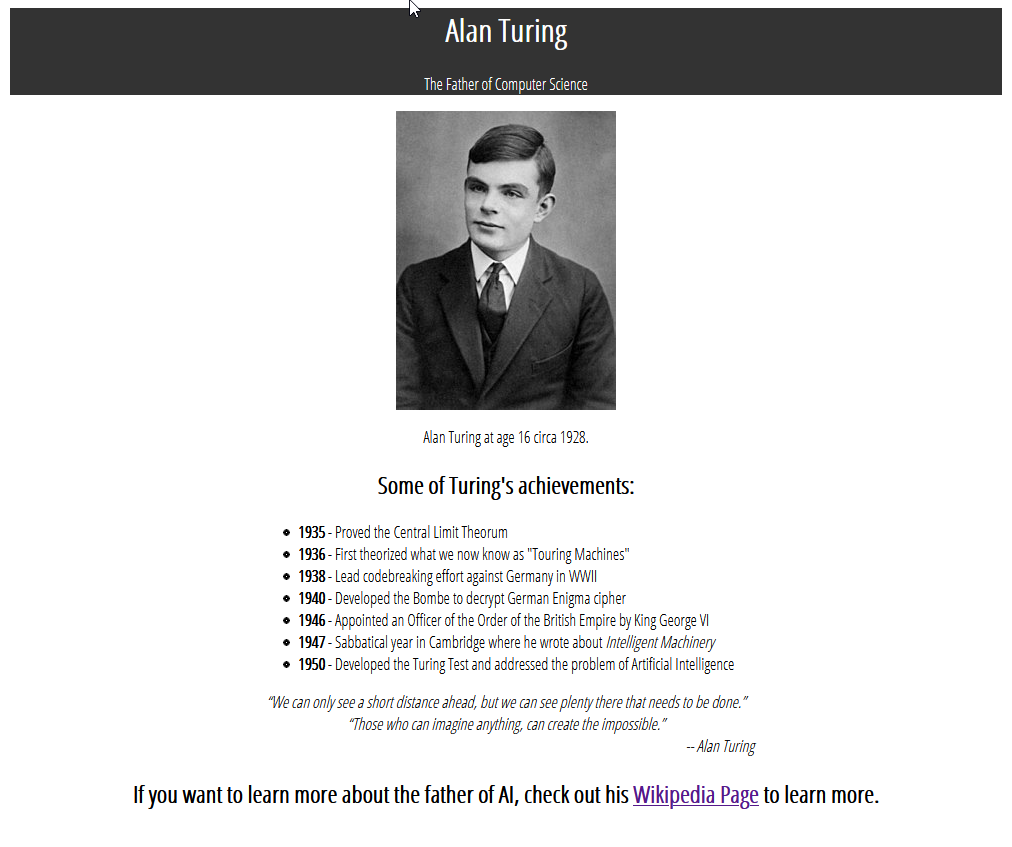 Alan Turing
The Father of Computer Science
Alan Turing at age 16 circa 1928.
Some of Turing's achievements:
1935 - Proved the Central Limit Theorum
1936 - First theorized what we now know as "Touring Machines"
1938 - Lead codebreaking effort against Germany in WWII
1940 - Developed the Bombe to decrypt German Enigma cipher
1946 - Appointed an Officer of the Order of the British Empire by King George VI
1947 - Sabbatical year in Cambridge where he wrote about Intelligent Machinery
1950 - Developed the Turing Test and addressed the problem of Artificial Intelligence
“We can only see a short distance ahead, but we can see plenty there that needs to be done.”
“Those who can imagine anything, can create the impossible.”
-- Alan Turing
If you want to learn more about the father of AI, check out his Wikipedia Page to learn more.